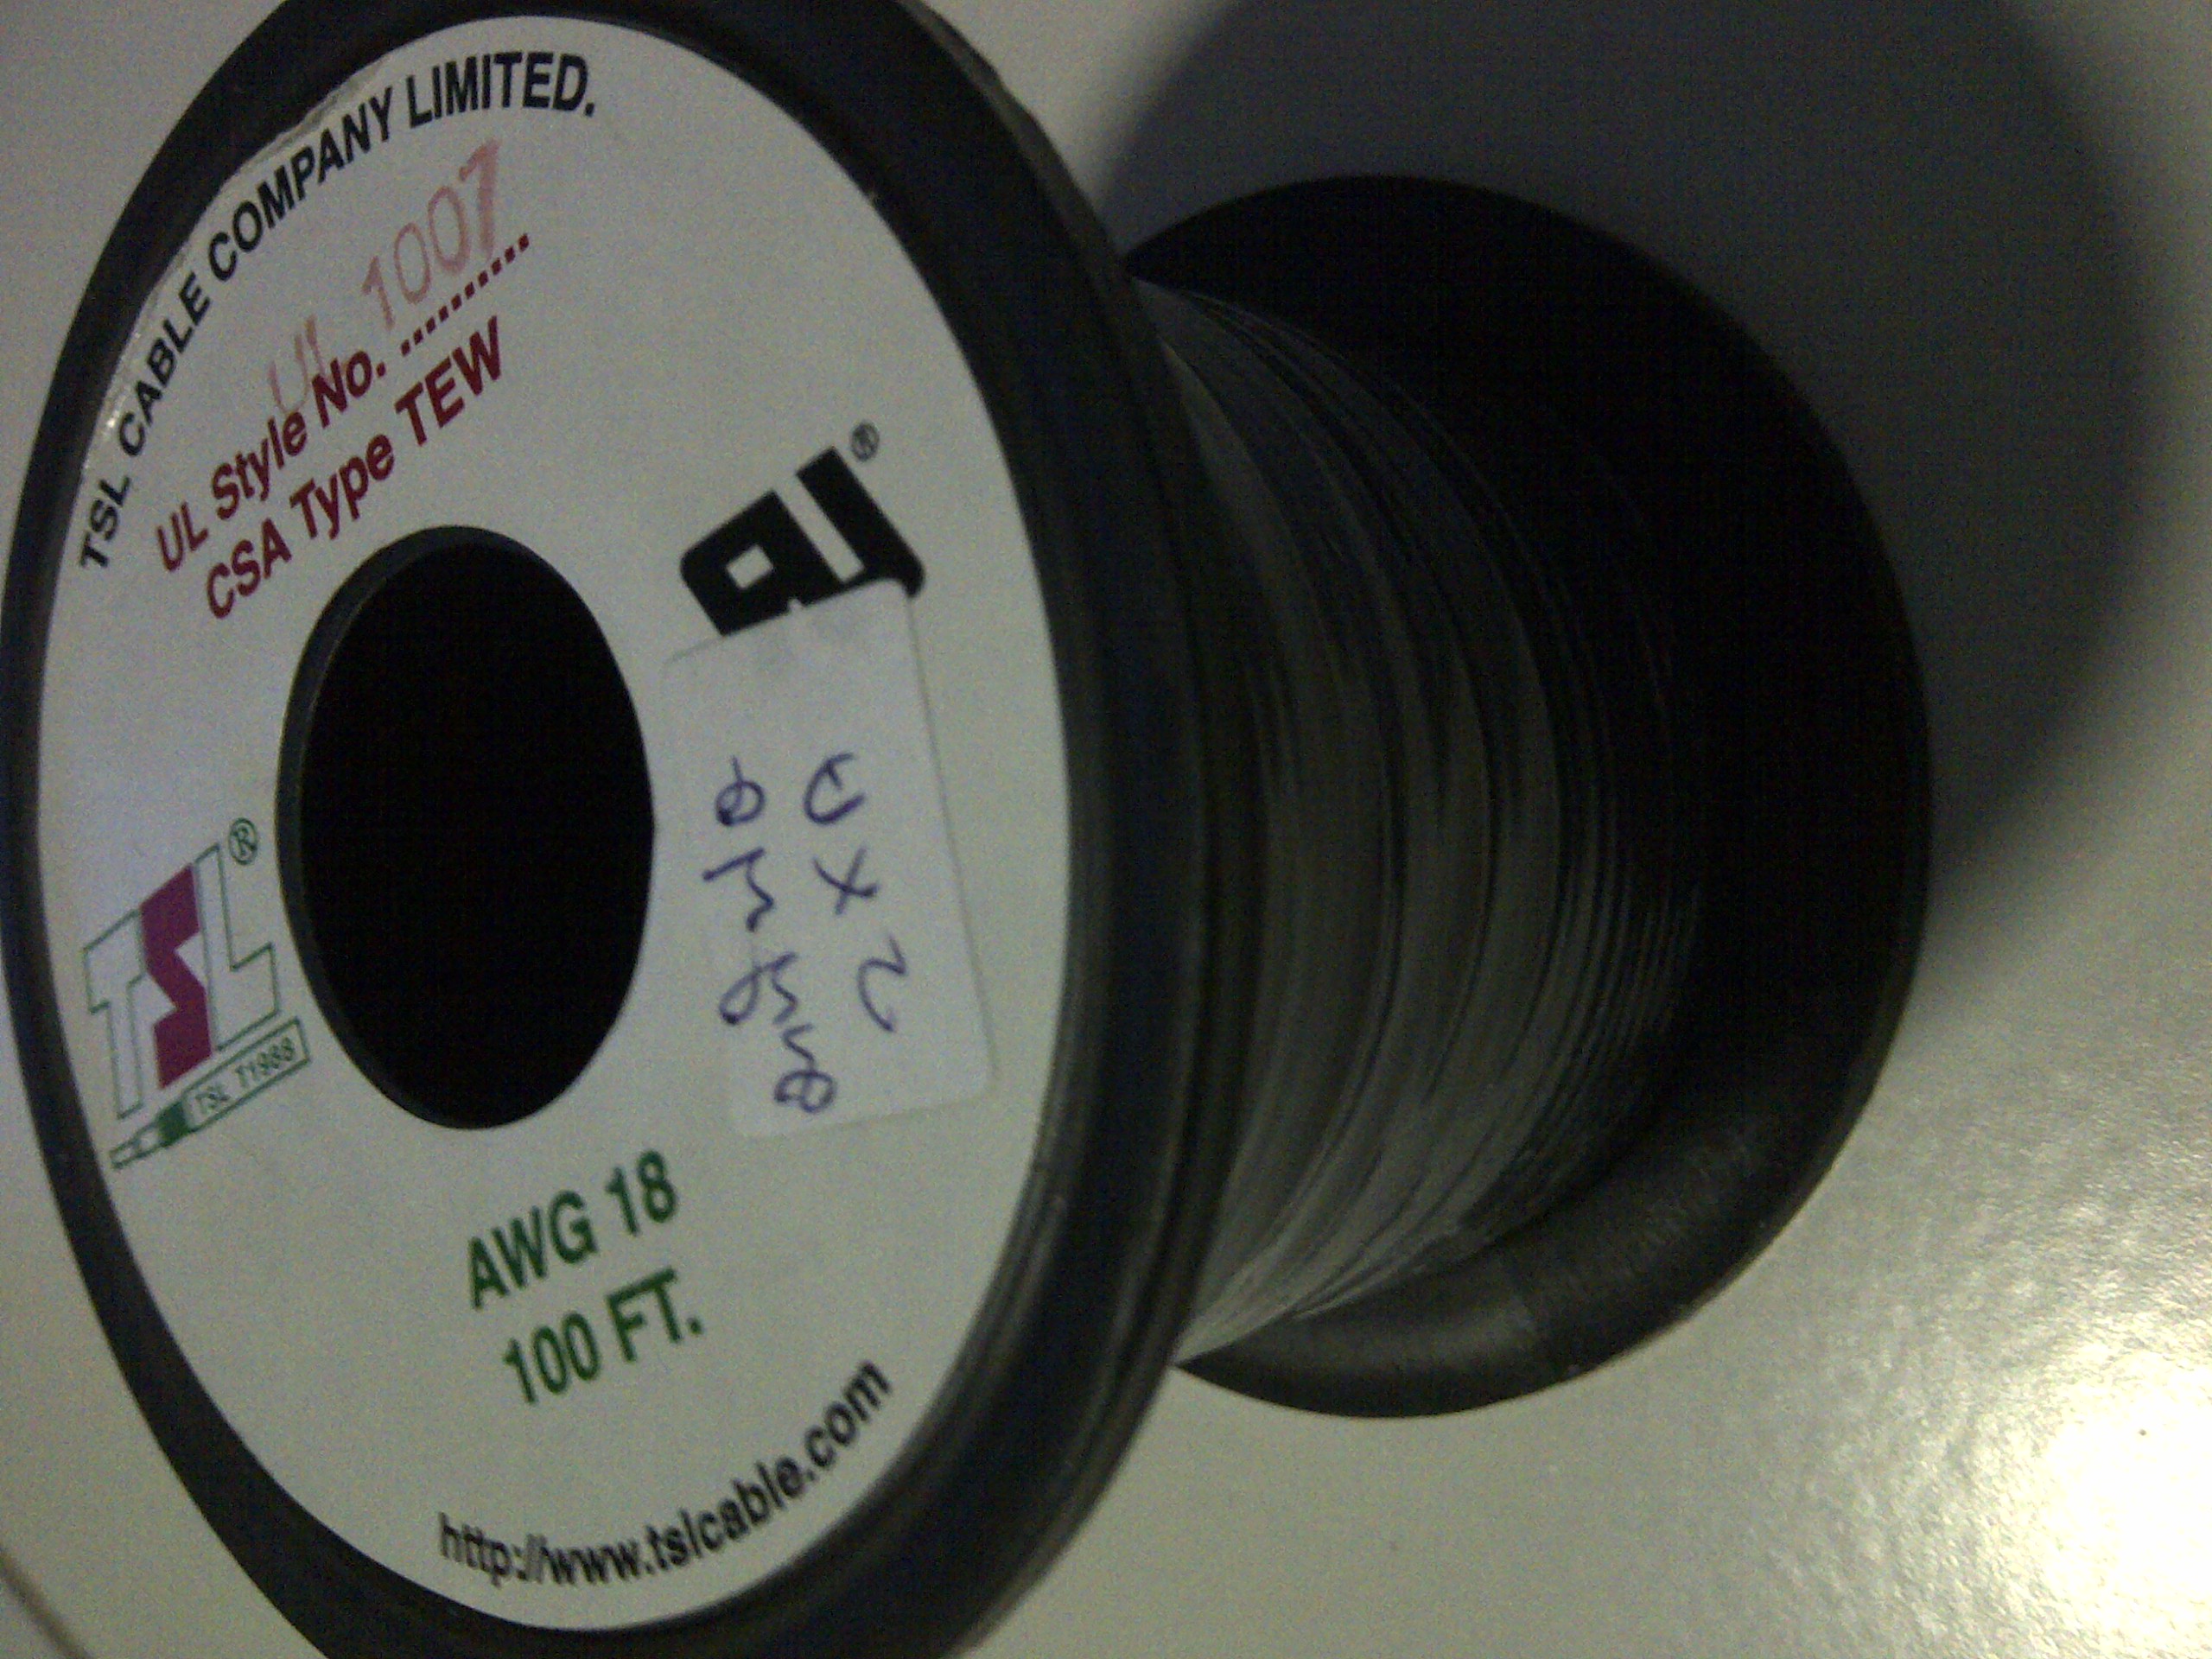 TSL CABLE COMPANY LIMITED.
UL 1007
UL Style No. ............
CSA Type TEW
®
TSL®
TSL T1988
AWG 18
100 FT.
http://www.tslcable.com